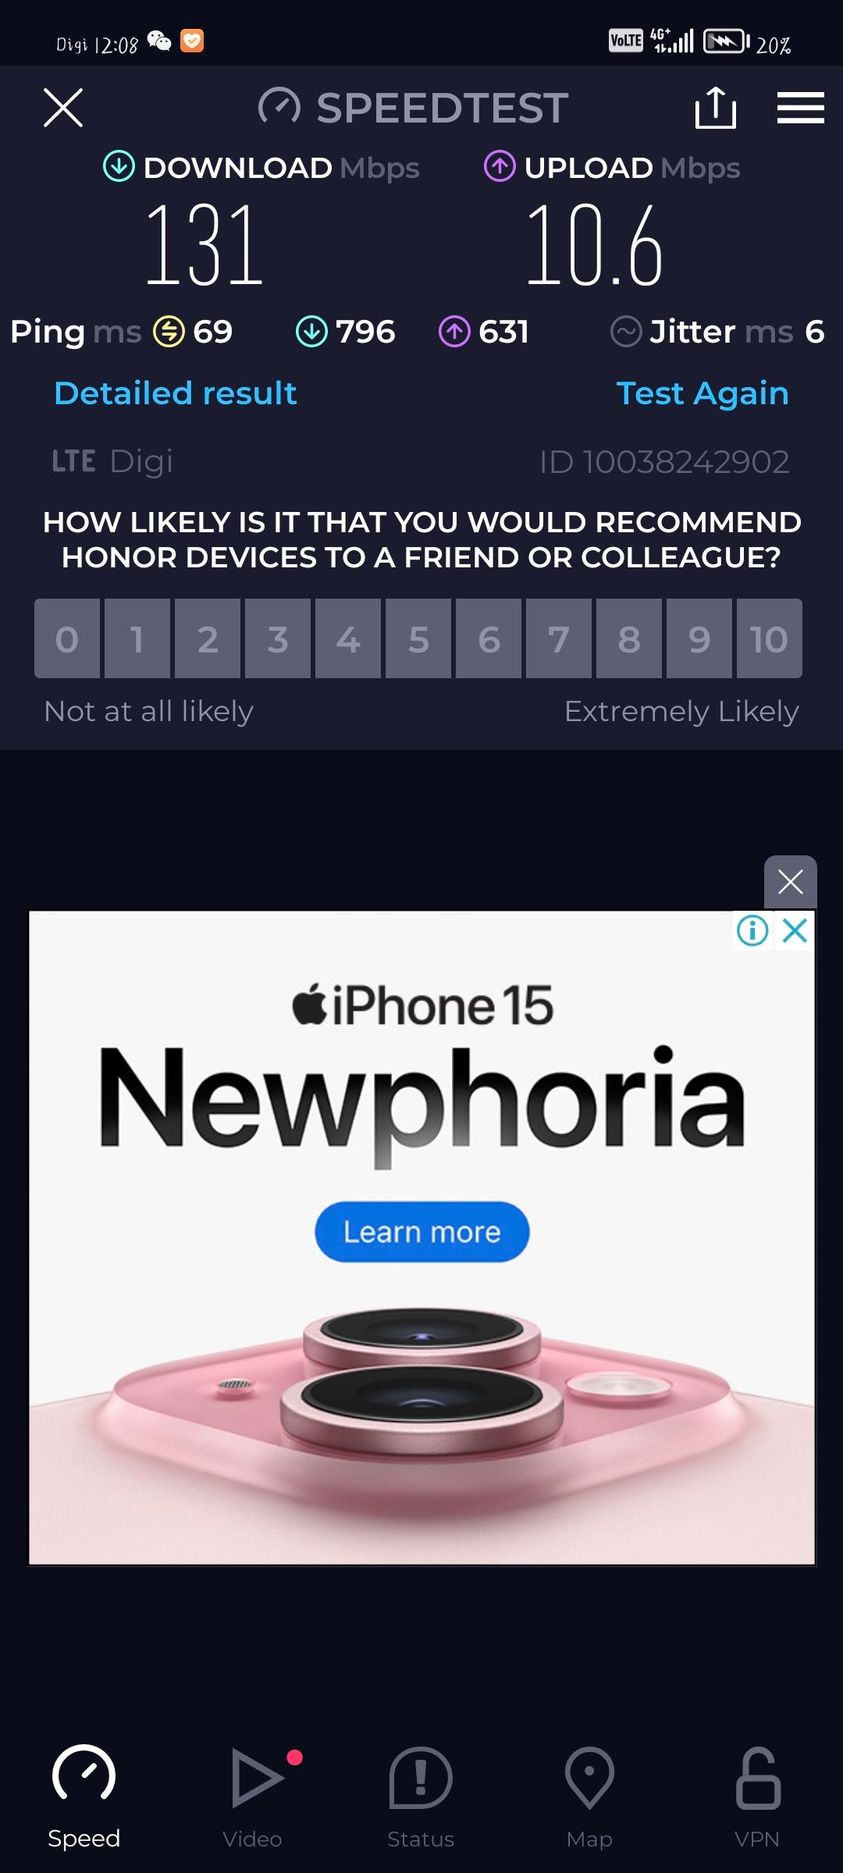 Digi 12:08 VoLTE 4G+ 20%
SPEEDTEST
DOWNLOAD Mbps UPLOAD Mbps
131 10.6
Ping ms 69 796 631 Jitter ms 6
Detailed result Test Again
LTE Digi ID 10038242902
HOW LIKELY IS IT THAT YOU WOULD RECOMMEND
HONOR DEVICES TO A FRIEND OR COLLEAGUE?
0 1 2 3 4 5 6 7 8 9 10
Not at all likely Extremely Likely
iPhone 15
Newphoria
Learn more
Speed Video Status Map VPN